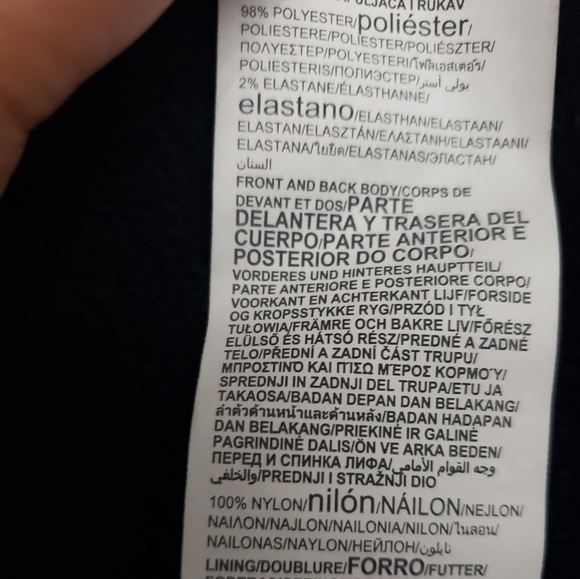 98% POLYESTER/poliéster/
POLIESTERE/POLIESTER/POLIÉSZTER/
ΠΟΛΥΕΣΤΕΡ/POLYESTERI/โพลีเอสเตอร์/
POLIESTERIS/ПОЛИЭСТЕР/بولي أستر
2% ELASTANE/ÉLASTHANNE/
elastano/ELASTHAN/ELASTAAN/
ELASTAN/ELASZTÁN/ΕΛΑΣΤΑΝΗ/ELASTAANI/
ELASTANA/ใยยืด/ELASTANAS/ЭЛАСТАН/
الستان
FRONT AND BACK BODY/CORPS DE
DEVANT ET DOS/PARTE
DELANTERA Y TRASERA DEL
CUERPO/PARTE ANTERIOR E
POSTERIOR DO CORPO/
VORDERES UND HINTERES HAUPTTEIL/
PARTE ANTERIORE E POSTERIORE CORPO/
VOORKANT EN ACHTERKANT LIJF/FORSIDE
OG KROPSSTYKKE RYG/PRZÓD I TYŁ
TUŁOWIA/FRÄMRE OCH BAKRE LIV/FŐRÉSZ
ELÜLSŐ ÉS HÁTSÓ RÉSZ/PREDNÉ A ZADNÉ
TELO/PŘEDNÍ A ZADNÍ ČÁST TRUPU/
ΜΠΡΟΣΤΙΝΟ ΚΑΙ ΠΙΣΩ ΜΕΡΟΣ ΚΟΡΜΟΥ/
SPREDNJI IN ZADNJI DEL TRUPA/ETU JA
TAKAOSA/BADAN DEPAN DAN BELAKANG/
ลำตัวด้านหน้าและด้านหลัง/BADAN HADAPAN
DAN BELAKANG/PRIEKINĖ IR GALINĖ
PAGRINDINĖ DALIS/ÖN VE ARKA BEDEN/
ПЕРЕД И СПИНКА ЛИФА/وجه القوام الأمامي
والخلفي/PREDNJI I STRAŽNJI DIO
100% NYLON/nilón/NÁILON/NEJLON/
ΝΑΙΛΟΝ/NAJLON/NAILONIA/NILON/ไนลอน/
NAILONAS/NAYLON/НЕЙЛОН/نايلون
LINING/DOUBLURE/FORRO/FUTTER/